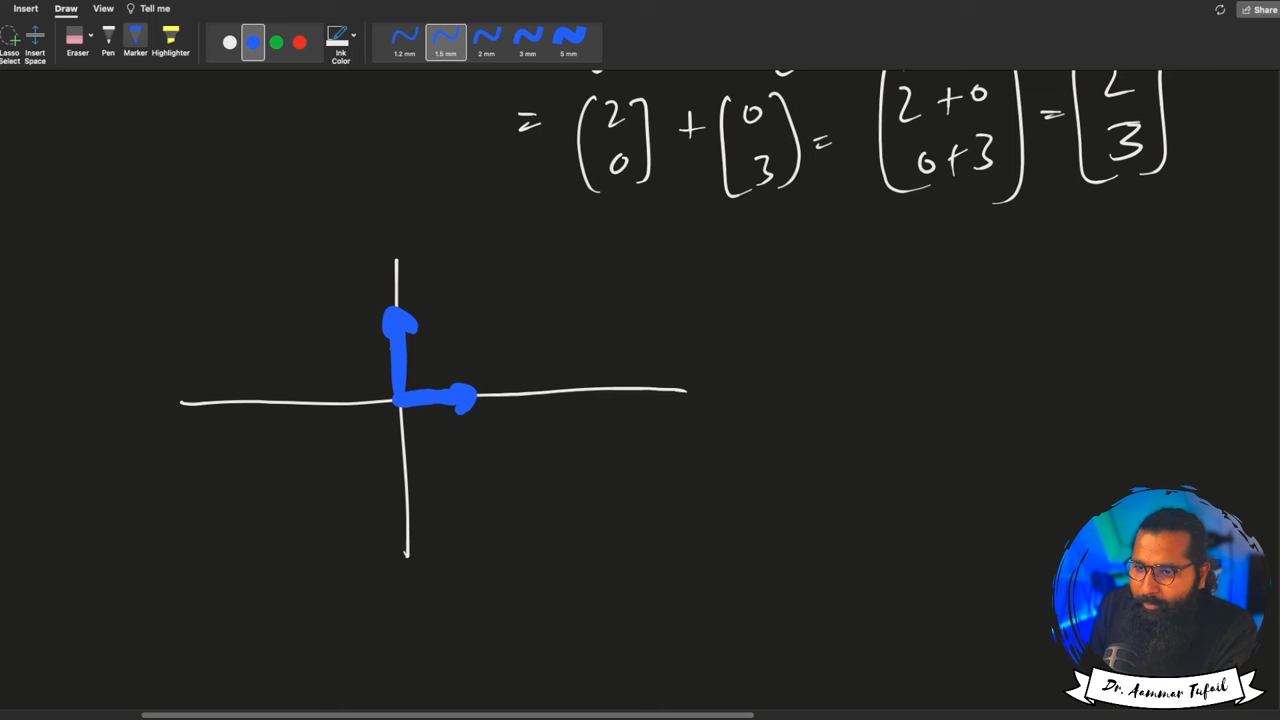 Insert Draw View Tell me Share
Lasso Select Insert Space Eraser Pen Marker Highlighter Ink Color 1.2 mm 1.5 mm 2 mm 3 mm 5 mm
= [2 0] + [0 3] = [2+0 0+3] = [2 3]
Dr. Aammar Tufail